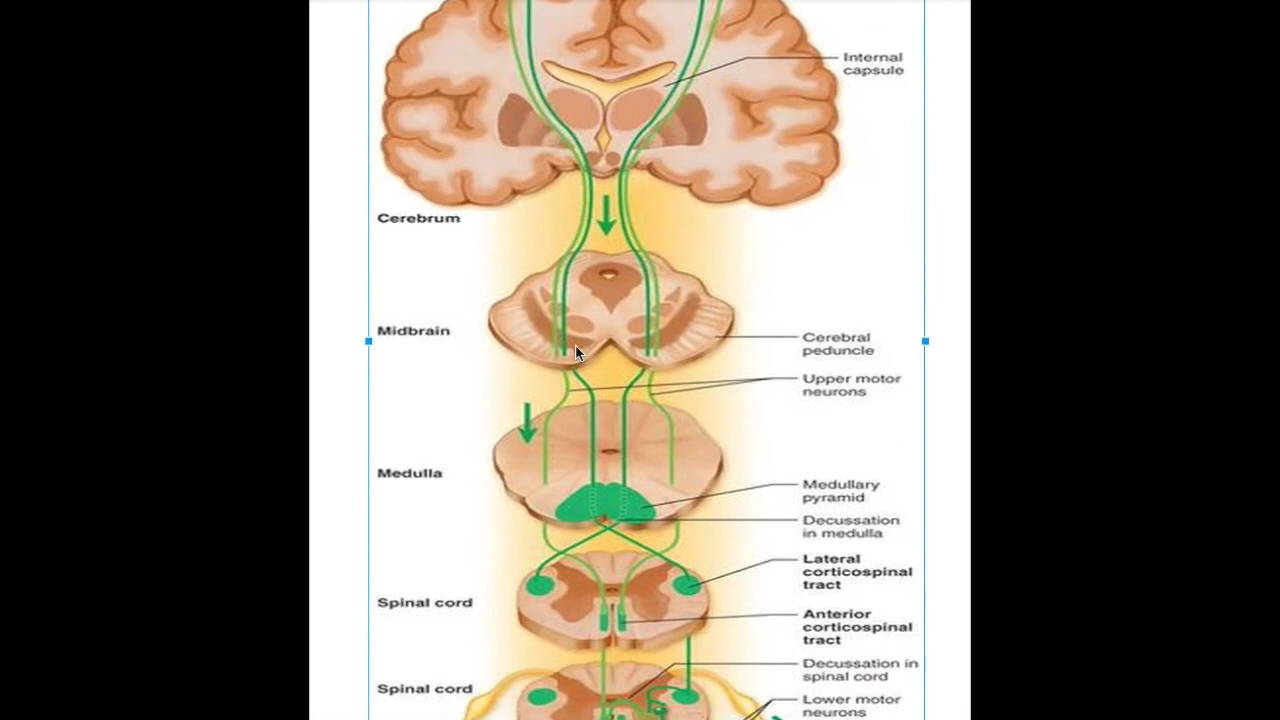 Internal
capsule
Cerebrum
Midbrain
Cerebral
peduncle
Upper motor
neurons
Medulla
Medullary
pyramid
Decussation
in medulla
Lateral
corticospinal
tract
Spinal cord
Anterior
corticospinal
tract
Decussation in
spinal cord
Spinal cord
Lower motor
neurons